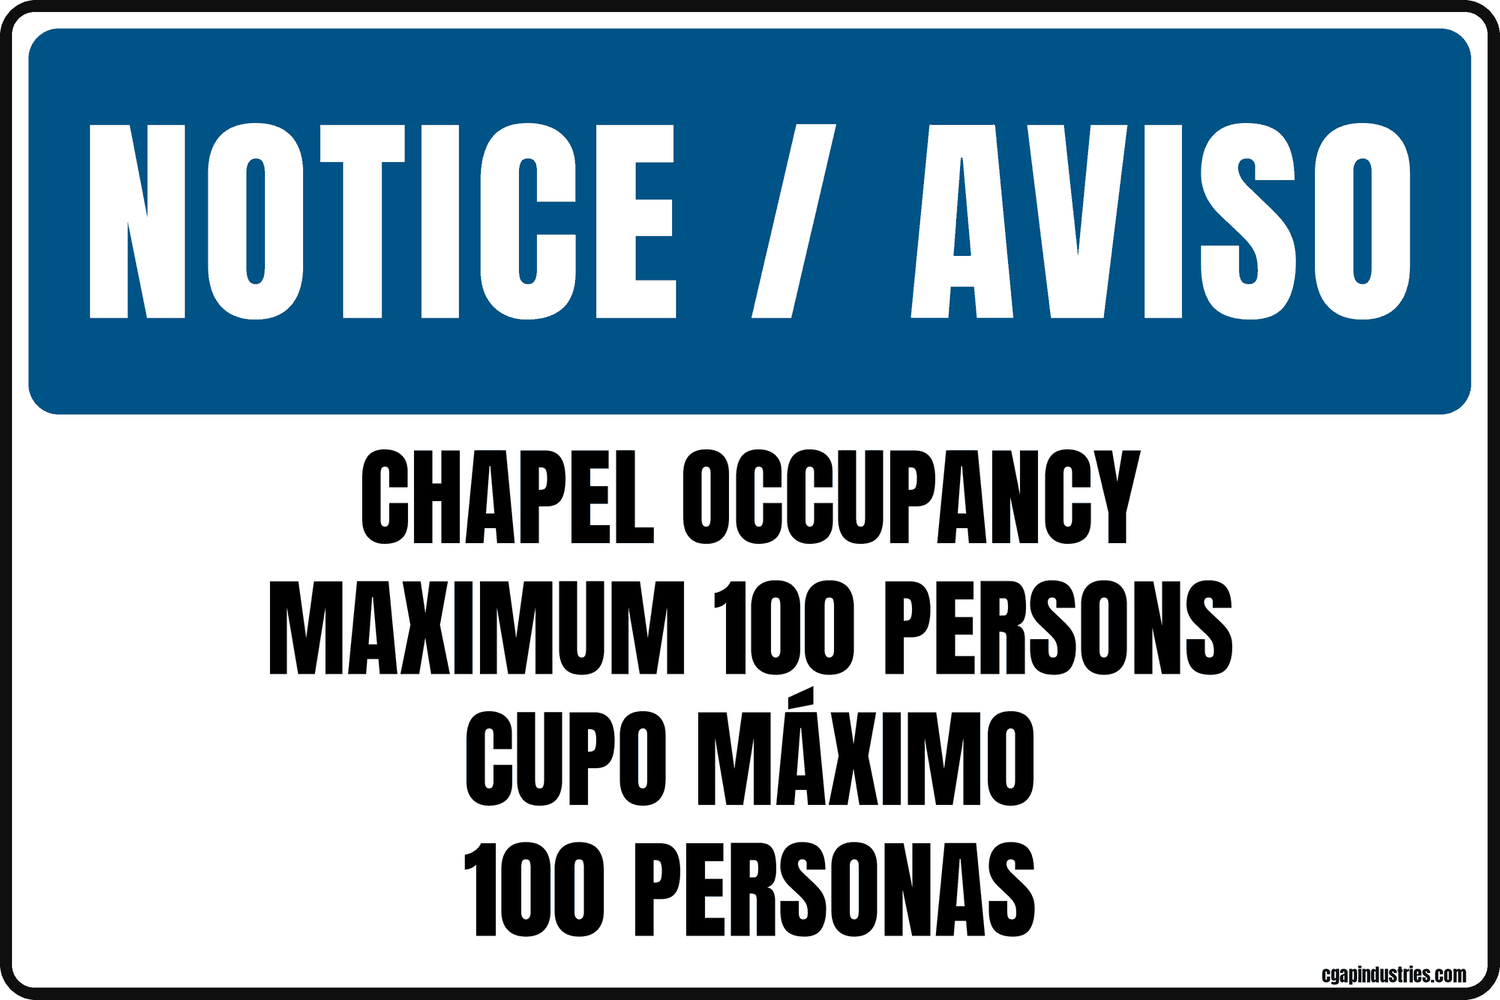 NOTICE / AVISO
CHAPEL OCCUPANCY
MAXIMUM 100 PERSONS
CUPO MÁXIMO
100 PERSONAS
cgapindustries.com